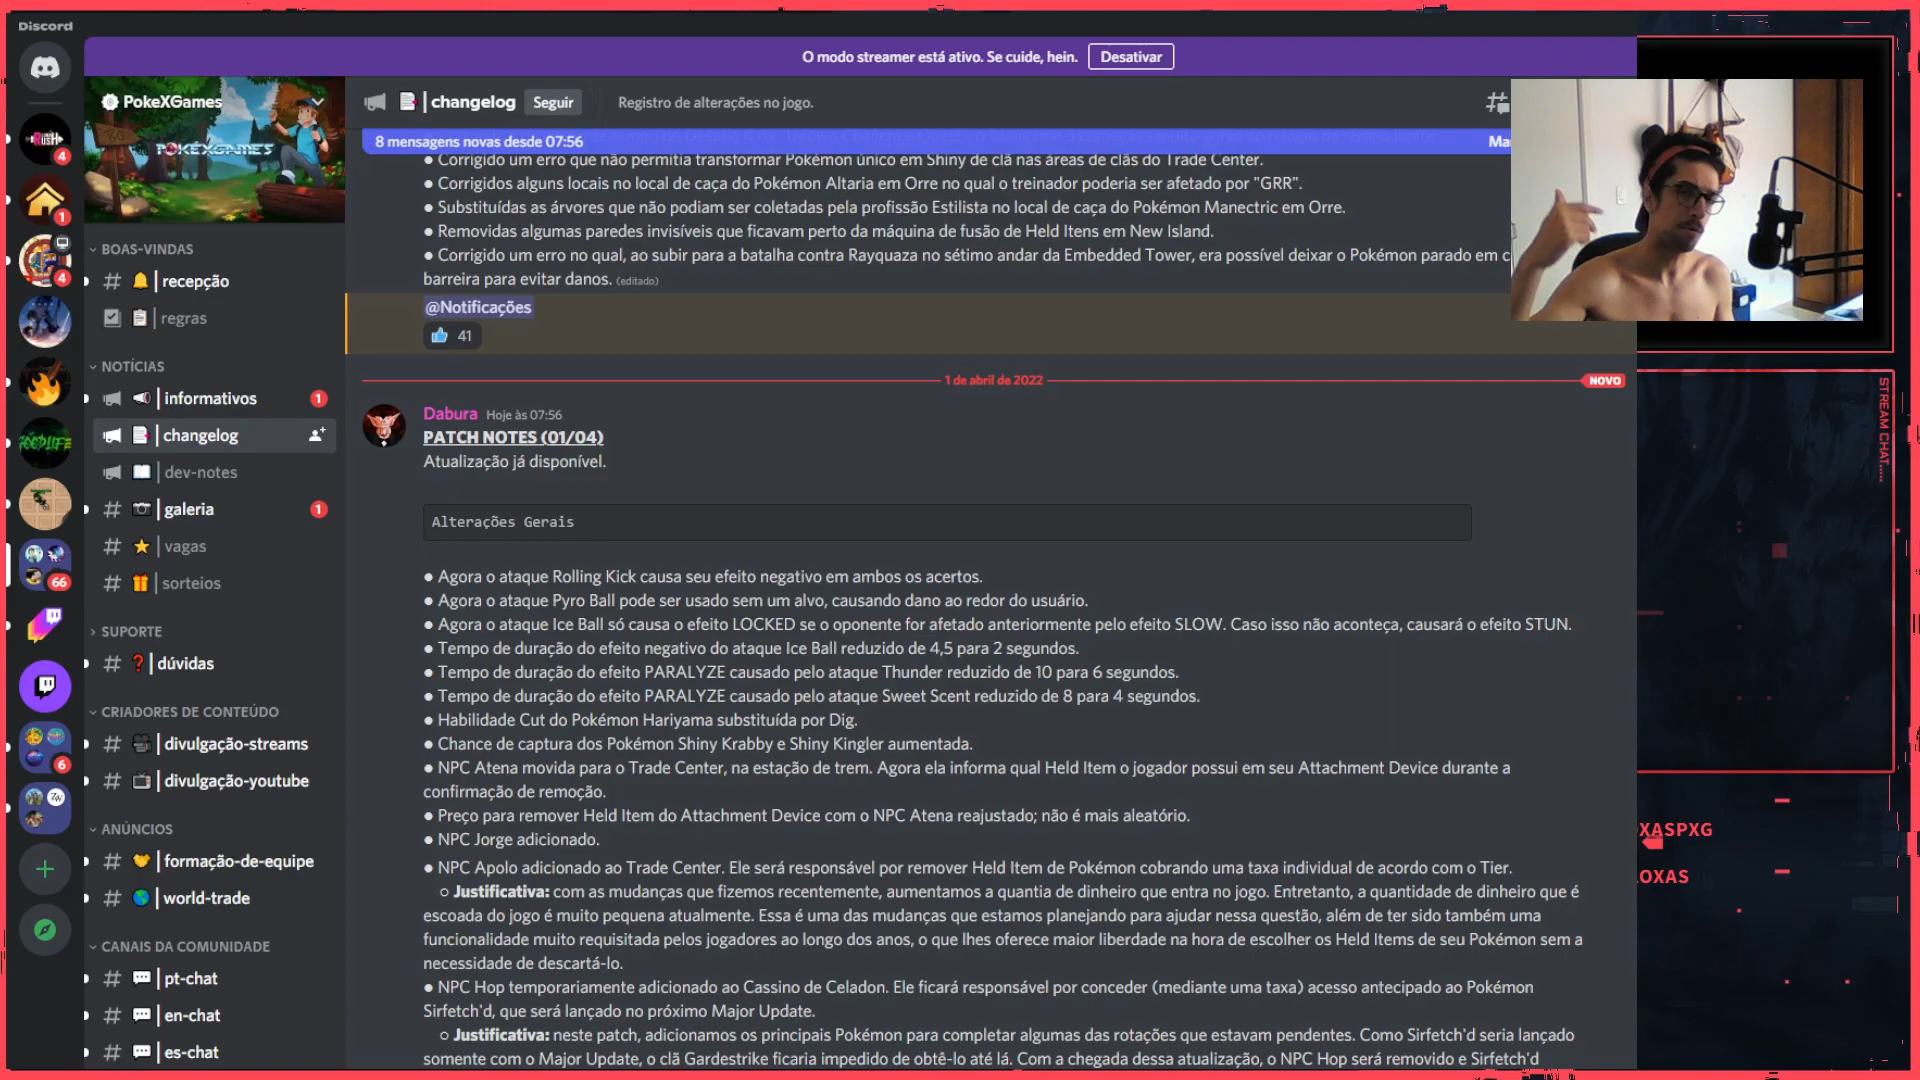 Discord
O modo streamer está ativo. Se cuide, hein.
Desativar
PokeXGames
POKEXGAMES
changelog
Seguir
Registro de alterações no jogo.
8 mensagens novas desde 07:56
Ma
● Corrigido um erro que não permitia transformar Pokémon único em Shiny de clã nas áreas de clãs do Trade Center.
● Corrigidos alguns locais no local de caça do Pokémon Altaria em Orre no qual o treinador poderia ser afetado por "GRR".
● Substituídas as árvores que não podiam ser coletadas pela profissão Estilista no local de caça do Pokémon Manectric em Orre.
● Removidas algumas paredes invisíveis que ficavam perto da máquina de fusão de Held Itens em New Island.
● Corrigido um erro no qual, ao subir para a batalha contra Rayquaza no sétimo andar da Embedded Tower, era possível deixar o Pokémon parado em c
barreira para evitar danos. (editado)
@Notificações
👍 41
1 de abril de 2022
NOVO
Dabura Hoje às 07:56
PATCH NOTES (01/04)
Atualização já disponível.
Alterações Gerais
● Agora o ataque Rolling Kick causa seu efeito negativo em ambos os acertos.
● Agora o ataque Pyro Ball pode ser usado sem um alvo, causando dano ao redor do usuário.
● Agora o ataque Ice Ball só causa o efeito LOCKED se o oponente for afetado anteriormente pelo efeito SLOW. Caso isso não aconteça, causará o efeito STUN.
● Tempo de duração do efeito negativo do ataque Ice Ball reduzido de 4,5 para 2 segundos.
● Tempo de duração do efeito PARALYZE causado pelo ataque Thunder reduzido de 10 para 6 segundos.
● Tempo de duração do efeito PARALYZE causado pelo ataque Sweet Scent reduzido de 8 para 4 segundos.
● Habilidade Cut do Pokémon Hariyama substituída por Dig.
● Chance de captura dos Pokémon Shiny Krabby e Shiny Kingler aumentada.
● NPC Atena movida para o Trade Center, na estação de trem. Agora ela informa qual Held Item o jogador possui em seu Attachment Device durante a
confirmação de remoção.
● Preço para remover Held Item do Attachment Device com o NPC Atena reajustado; não é mais aleatório.
● NPC Jorge adicionado.
● NPC Apolo adicionado ao Trade Center. Ele será responsável por remover Held Item de Pokémon cobrando uma taxa individual de acordo com o Tier.
○ Justificativa: com as mudanças que fizemos recentemente, aumentamos a quantia de dinheiro que entra no jogo. Entretanto, a quantidade de dinheiro que é
escoada do jogo é muito pequena atualmente. Essa é uma das mudanças que estamos planejando para ajudar nessa questão, além de ter sido também uma
funcionalidade muito requisitada pelos jogadores ao longo dos anos, o que lhes oferece maior liberdade na hora de escolher os Held Items de seu Pokémon sem a
necessidade de descartá-lo.
● NPC Hop temporariamente adicionado ao Cassino de Celadon. Ele ficará responsável por conceder (mediante uma taxa) acesso antecipado ao Pokémon
Sirfetch'd, que será lançado no próximo Major Update.
○ Justificativa: neste patch, adicionamos os principais Pokémon para completar algumas das rotações que estavam pendentes. Como Sirfetch'd seria lançado
somente com o Major Update, o clã Gardestrike ficaria impedido de obtê-lo até lá. Com a chegada dessa atualização, o NPC Hop será removido e Sirfetch'd
BOAS-VINDAS
recepção
regras
NOTÍCIAS
informativos 1
changelog
dev-notes
galeria 1
vagas
sorteios
SUPORTE
dúvidas
CRIADORES DE CONTEÚDO
divulgação-streams
divulgação-youtube
ANÚNCIOS
formação-de-equipe
world-trade
CANAIS DA COMUNIDADE
pt-chat
en-chat
es-chat
RUSH
4
1
4
GOODLIFE
66
6
STREAM CHAT....
OXASPXG
OXAS